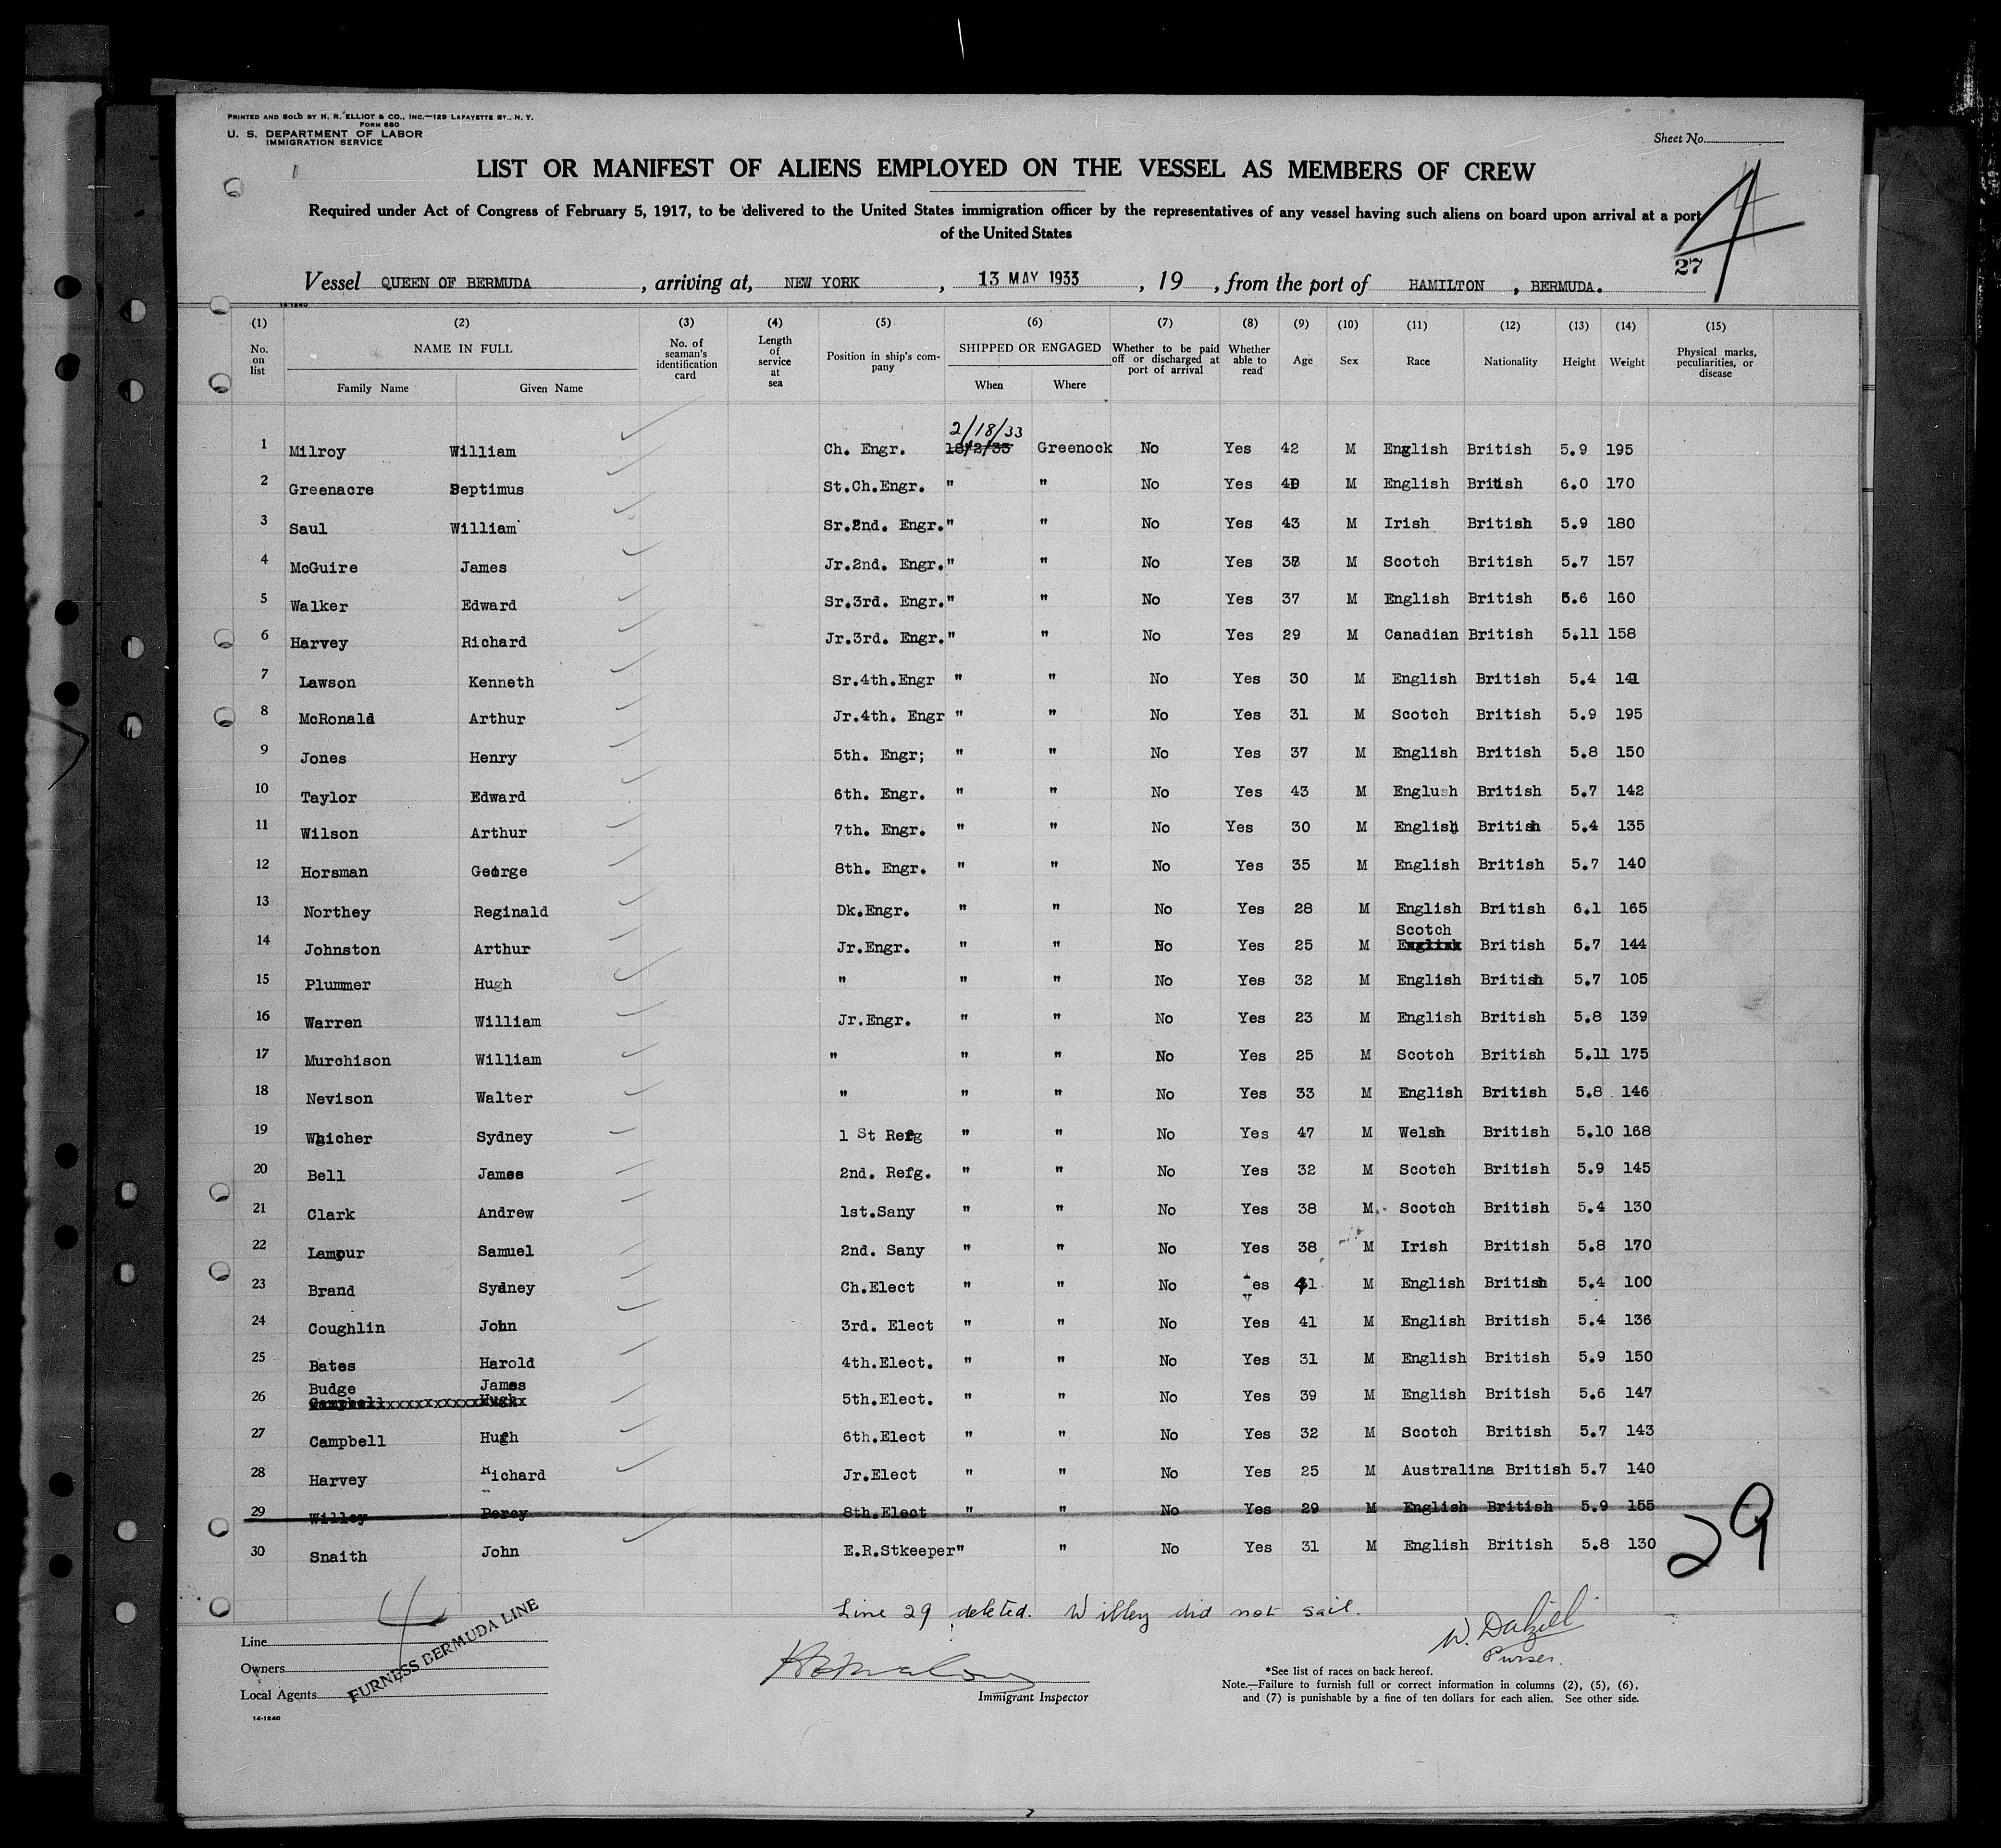 PRINTED AND SOLD BY H. R. ELLIOT & CO., INC.—129 LAFAYETTE ST., N. Y.
FORM 680
U. S. DEPARTMENT OF LABOR
IMMIGRATION SERVICE
Sheet No.
LIST OR MANIFEST OF ALIENS EMPLOYED ON THE VESSEL AS MEMBERS OF CREW
Required under Act of Congress of February 5, 1917, to be delivered to the United States immigration officer by the representatives of any vessel having such aliens on board upon arrival at a port
of the United States
4
27
Vessel QUEEN OF BERMUDA, arriving at, NEW YORK, 13 MAY 1933, 19, from the port of HAMILTON, BERMUDA.
14-1240
(1) (2) (3) (4) (5) (6) (7) (8) (9) (10) (11) (12) (13) (14) (15)
No. on list NAME IN FULL Family Name Given Name No. of seaman's identification card Length of service at sea Position in ship's company SHIPPED OR ENGAGED When Where Whether to be paid off or discharged at port of arrival Whether able to read Age Sex Race Nationality Height Weight Physical marks, peculiarities, or disease
2/18/33
1 Milroy William Ch. Engr. 18/2/33 Greenock No Yes 42 M English British 5.9 195
2 Greenacre Septimus St.Ch.Engr. " " No Yes M English British 6.0 170
3 Saul William Sr.2nd. Engr. " " No Yes 43 M Irish British 5.9 180
4 McGuire James Jr.2nd. Engr. " " No Yes 38 M Scotch British 5.7 157
5 Walker Edward Sr.3rd. Engr. " " No Yes 37 M English British 5.6 160
6 Harvey Richard Jr.3rd. Engr. " " No Yes 29 M Canadian British 5.11 158
7 Lawson Kenneth Sr.4th.Engr " " No Yes 30 M English British 5.4 141
8 McRonald Arthur Jr.4th. Engr " " No Yes 31 M Scotch British 5.9 195
9 Jones Henry 5th. Engr; " " No Yes 37 M English British 5.8 150
10 Taylor Edward 6th. Engr. " " No Yes 43 M Englush British 5.7 142
11 Wilson Arthur 7th. Engr. " " No Yes 30 M English British 5.4 135
12 Horsman George 8th. Engr. " " No Yes 35 M English British 5.7 140
13 Northey Reginald Dk.Engr. " " No Yes 28 M English British 6.1 165
Scotch
14 Johnston Arthur Jr.Engr. " " No Yes 25 M English British 5.7 144
15 Plummer Hugh " " " No Yes 32 M English British 5.7 105
16 Warren William Jr.Engr. " " No Yes 23 M English British 5.8 139
17 Murchison William " " " No Yes 25 M Scotch British 5.11 175
18 Nevison Walter " " " No Yes 33 M English British 5.8 146
19 Whicher Sydney 1 St Refg " " No Yes 47 M Welsh British 5.10 168
20 Bell James 2nd. Refg. " " No Yes 32 M Scotch British 5.9 145
21 Clark Andrew 1st.Sany " " No Yes 38 M. Scotch British 5.4 130
22 Lampur Samuel 2nd. Sany " " No Yes 38 M Irish British 5.8 170
23 Brand Sydney Ch.Elect " " No Yes 41 M English British 5.4 100
24 Coughlin John 3rd. Elect " " No Yes 41 M English British 5.4 136
25 Bates Harold 4th.Elect. " " No Yes 31 M English British 5.9 150
Budge James
26 CampbellxxxxxxxxxxxxHughx 5th.Elect. " " No Yes 39 M English British 5.6 147
27 Campbell Hugh 6th.Elect " " No Yes 32 M Scotch British 5.7 143
28 Harvey Richard Jr.Elect " " No Yes 25 M Australina British 5.7 140
29 Willey Percy 8th.Elect " " No Yes 29 M English British 5.9 155
30 Snaith John E.R.Stkeeper " " No Yes 31 M English British 5.8 130
29
Line 29 deleted. Willey did not sail.
4
W. Dalziel
Purser.
Line
Owners
Local Agents
FURNESS BERMUDA LINE
Immigrant Inspector
*See list of races on back hereof.
Note.—Failure to furnish full or correct information in columns (2), (5), (6),
and (7) is punishable by a fine of ten dollars for each alien. See other side.
14-1240